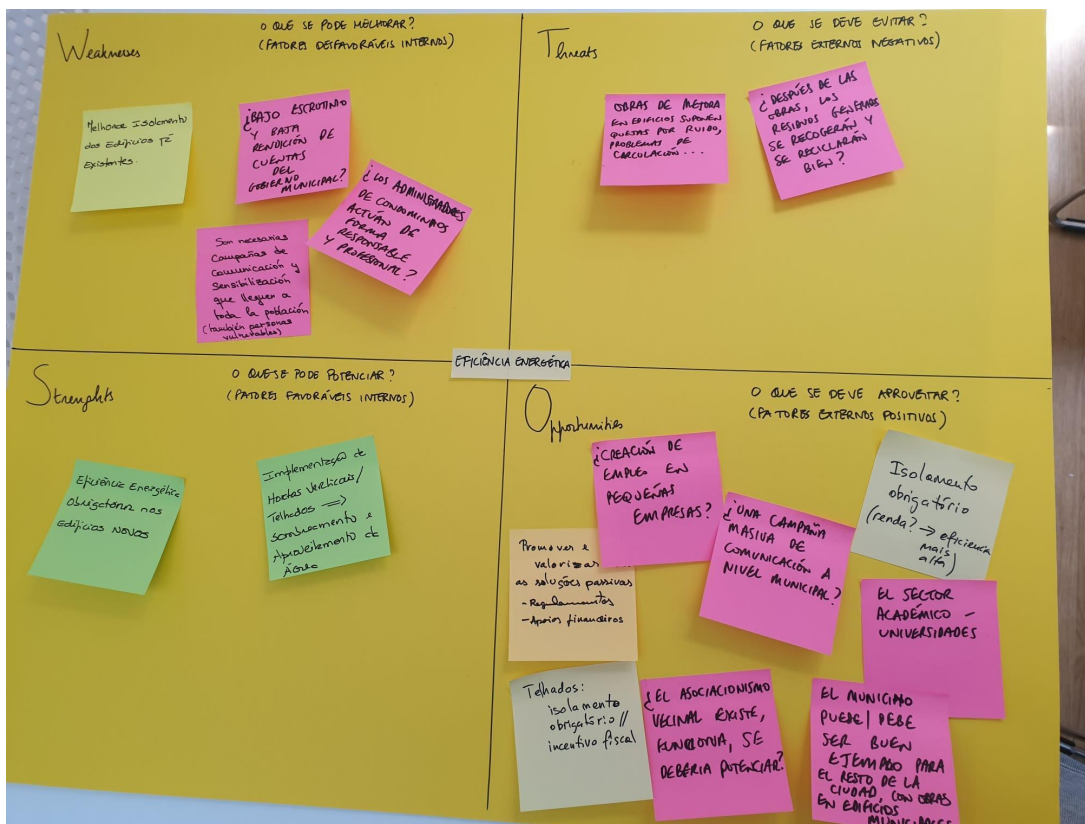 Weaknesses
O QUE SE PODE MELHORAR?
(FATORES DESFAVORÁVEIS INTERNOS)
Melhorar Isolamento
dos Edifícios já
Existentes.
¿BAJO ESCRUTINIO
Y BAJA
RENDICIÓN DE
CUENTAS
DEL
GOBIERNO
MUNICIPAL?
¿LOS ADMINISTRADORES
DE CONDOMINIOS
ACTUÁN DE
FORMA
RESPONSABLE
Y PROFESIONAL?
Son necesarias
Campañas de
Comunicación y
Sensibilización
que lleguen a
toda la población
(también personas
vulnerables)
Threats
O QUE SE DEVE EVITAR?
(FATORES EXTERNOS NEGATIVOS)
OBRAS DE MEJORA
EN EDIFICIOS SUPONEN
QUEJAS POR RUIDO,
PROBLEMAS DE
CIRCULACIÓN...
¿DESPUÉS DE LAS
OBRAS, LOS
RESIDUOS GENERADOS
SE RECOGERÁN Y
SE RECICLARÁN
BIEN?
EFICIÊNCIA ENERGÉTICA
Strenghts
O QUE SE PODE POTENCIAR?
(FATORES FAVORÁVEIS INTERNOS)
Eficiência Energética
Obrigatória nos
Edifícios NOVOS
Implementação de
Hortas Verticais/
Telhados =>
Sombreamento e
Aproveitamento de
Água
Opportunities
O QUE SE DEVE APROVEITAR?
(FATORES EXTERNOS POSITIVOS)
¿CREACIÓN DE
EMPLEO EN
PEQUEÑAS
EMPRESAS?
¿UNA CAMPAÑA
MASIVA DE
COMUNICACIÓN A
NIVEL MUNICIPAL?
Isolamento
obrigatório
(renda? → eficiencia
mais
alta)
Promover e
valorizar
as soluções passivas
- Regulamentos
- Apoios financeiros
EL SECTOR
ACADÉMICO -
UNIVERSIDADES
Telhados:
isolamento
obrigatório //
incentivo fiscal
¿EL ASOCIACIONISMO
VECINAL EXISTE,
FUNCIONA, SE
DEBERIA POTENCIAR?
EL MUNICIPIO
PUEDE/DEBE
SER BUEN
EJEMPLO PARA
EL RESTO DE LA
CIUDAD, CON OBRAS
EN EDIFICIOS
MUNICIPALES